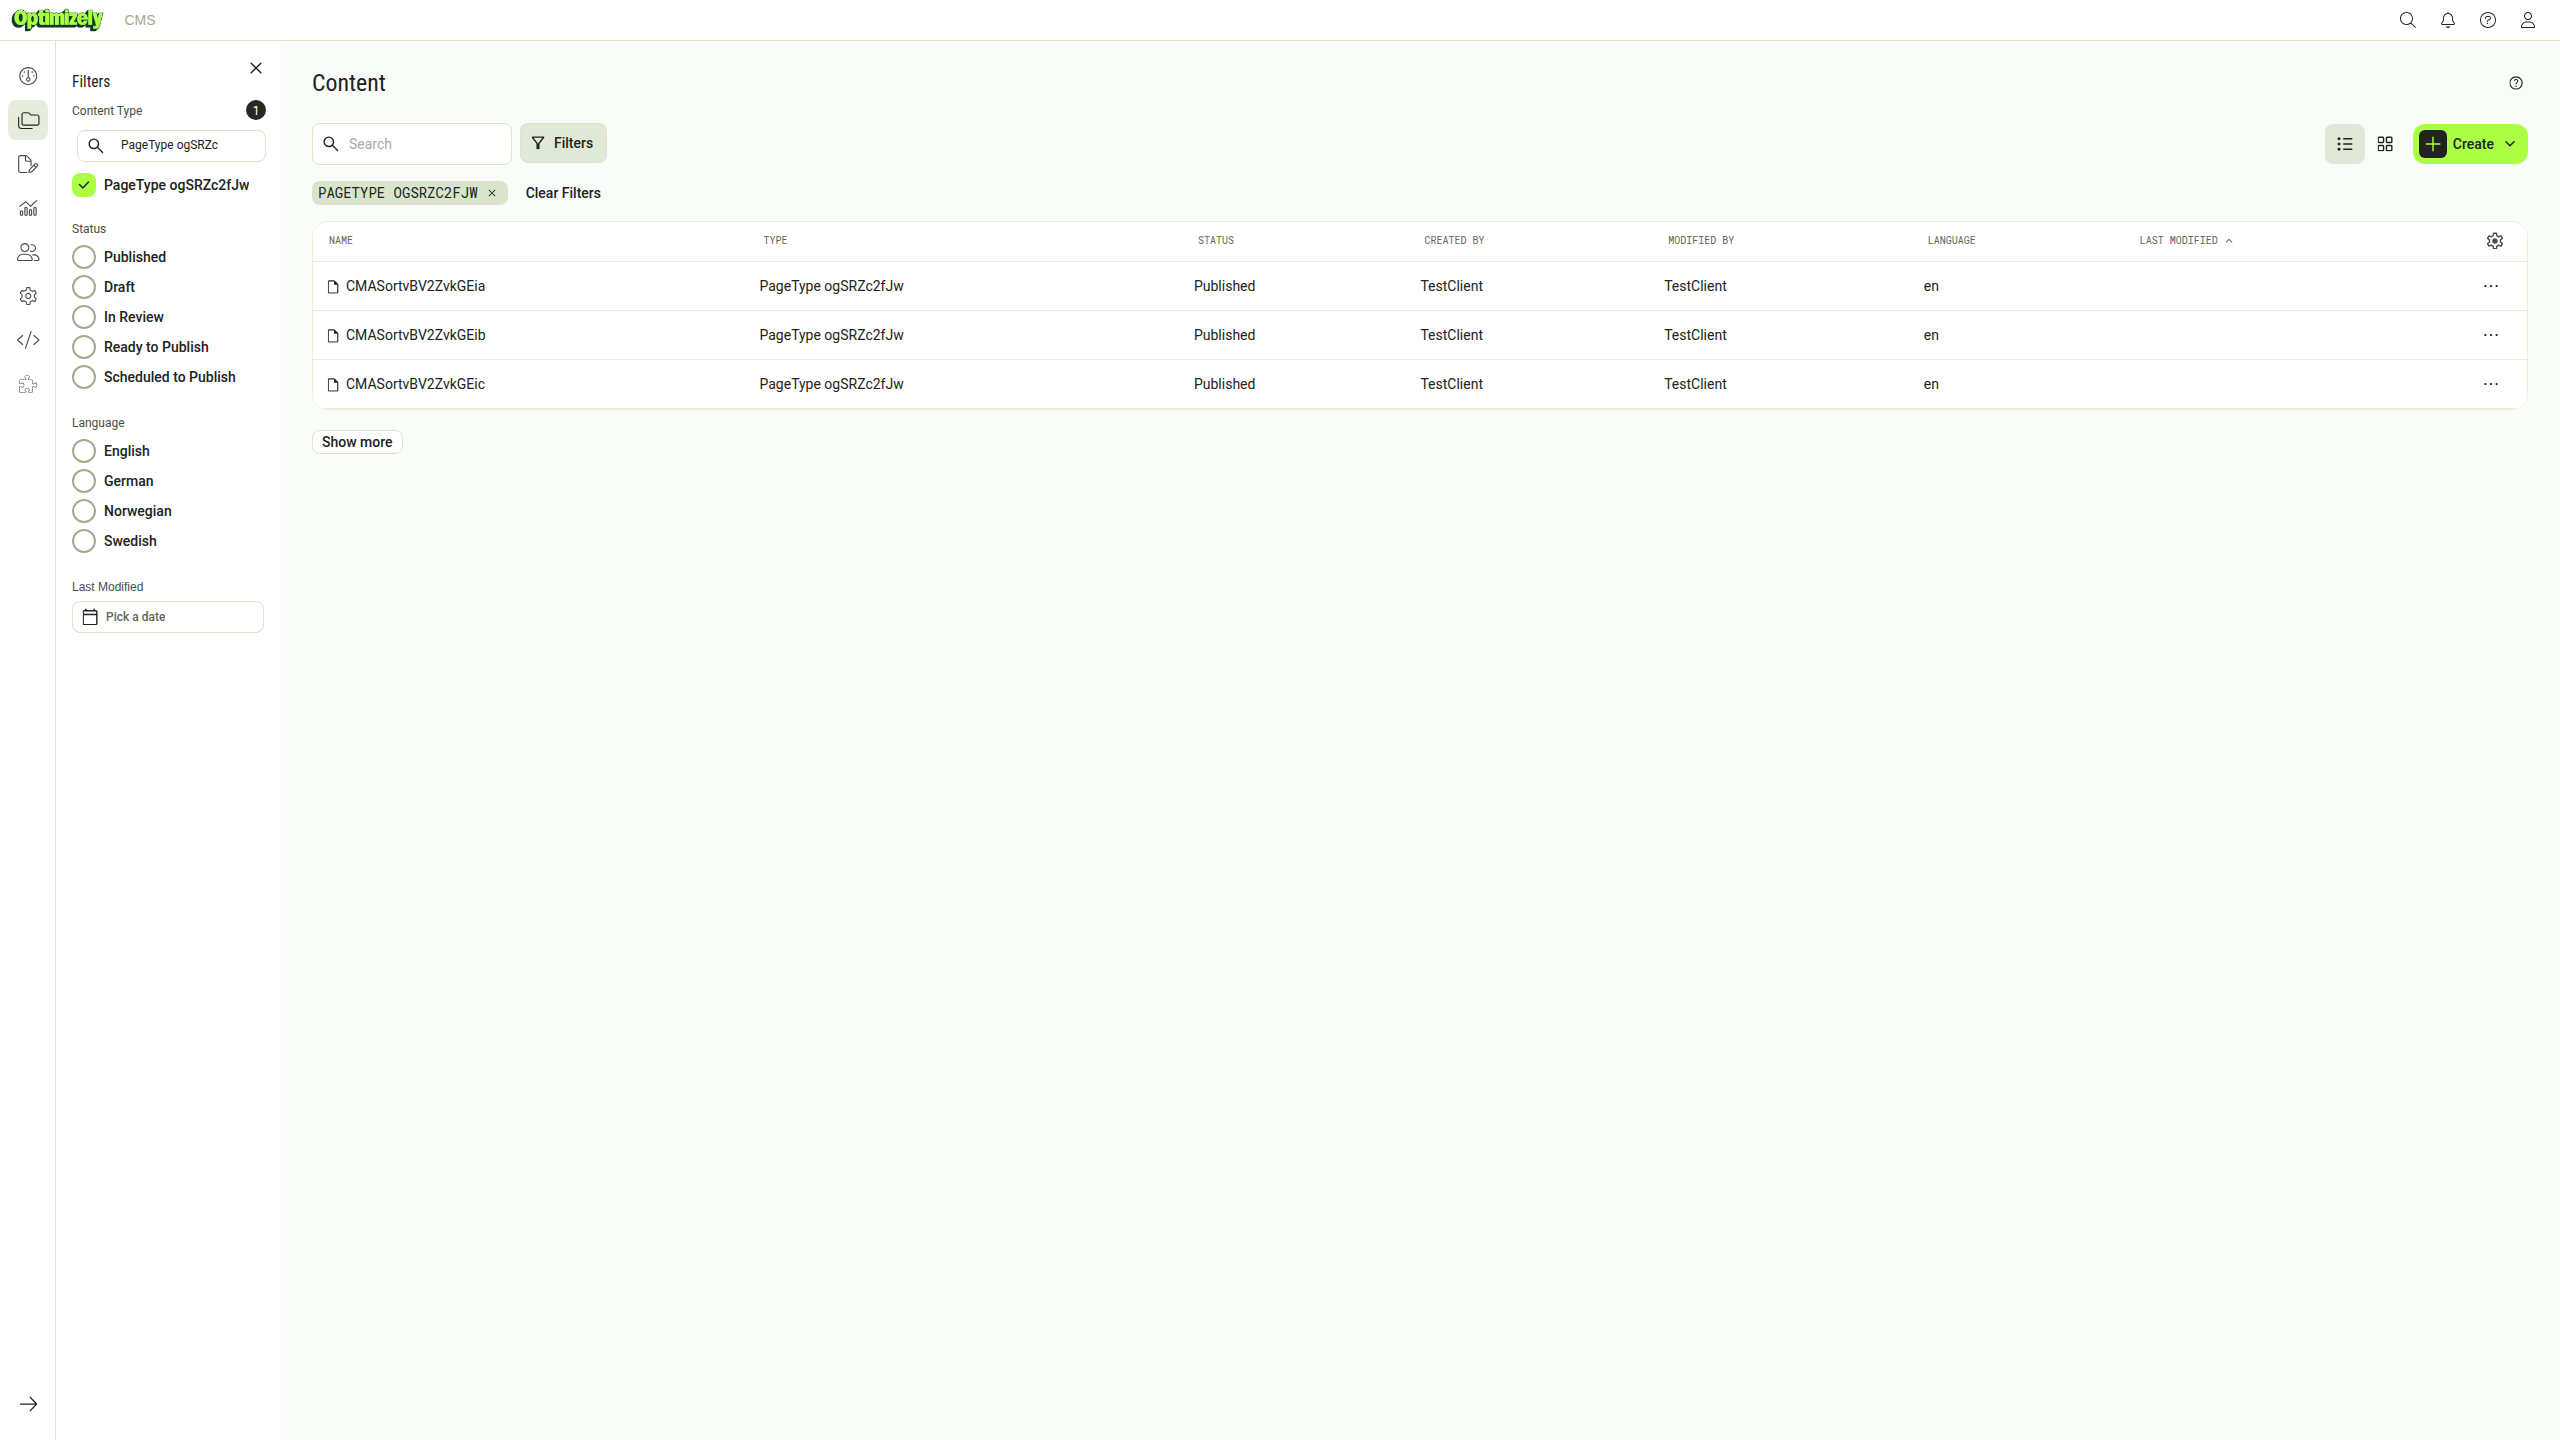 Optimizely CMS
Filters
Content Type 1
PageType ogSRZc
PageType ogSRZc2fJw
Status
Published
Draft
In Review
Ready to Publish
Scheduled to Publish
Language
English
German
Norwegian
Swedish
Last Modified
Pick a date
Content
Search Filters Create
PAGETYPE OGSRZC2FJW × Clear Filters
NAME TYPE STATUS CREATED BY MODIFIED BY LANGUAGE LAST MODIFIED
CMASortvBV2ZvkGEia PageType ogSRZc2fJw Published TestClient TestClient en ...
CMASortvBV2ZvkGEib PageType ogSRZc2fJw Published TestClient TestClient en ...
CMASortvBV2ZvkGEic PageType ogSRZc2fJw Published TestClient TestClient en ...
Show more